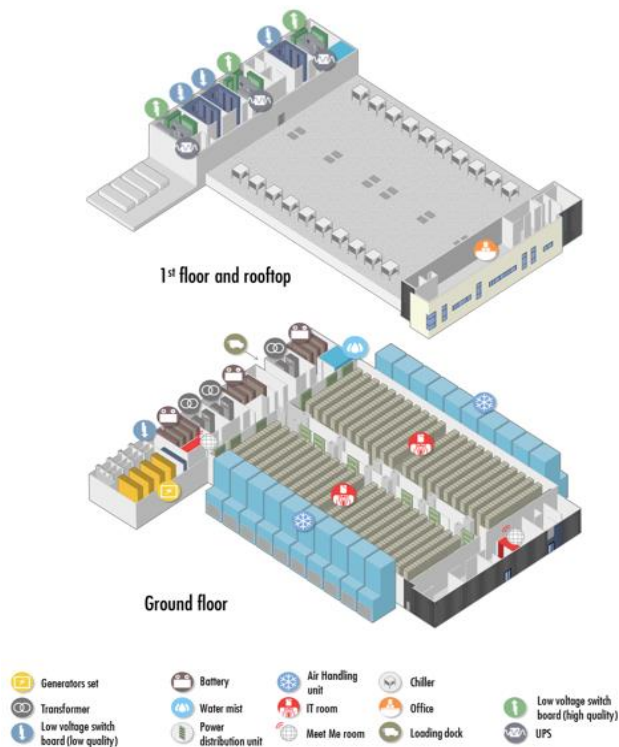 1st floor and rooftop
Ground floor
Generators set
Battery
Air Handling
unit
Chiller
Low voltage switch
board (high quality)
Transformer
Water mist
IT room
Office
Low voltage switch
board (low quality)
Power
distribution unit
Meet Me room
Loading dock
UPS